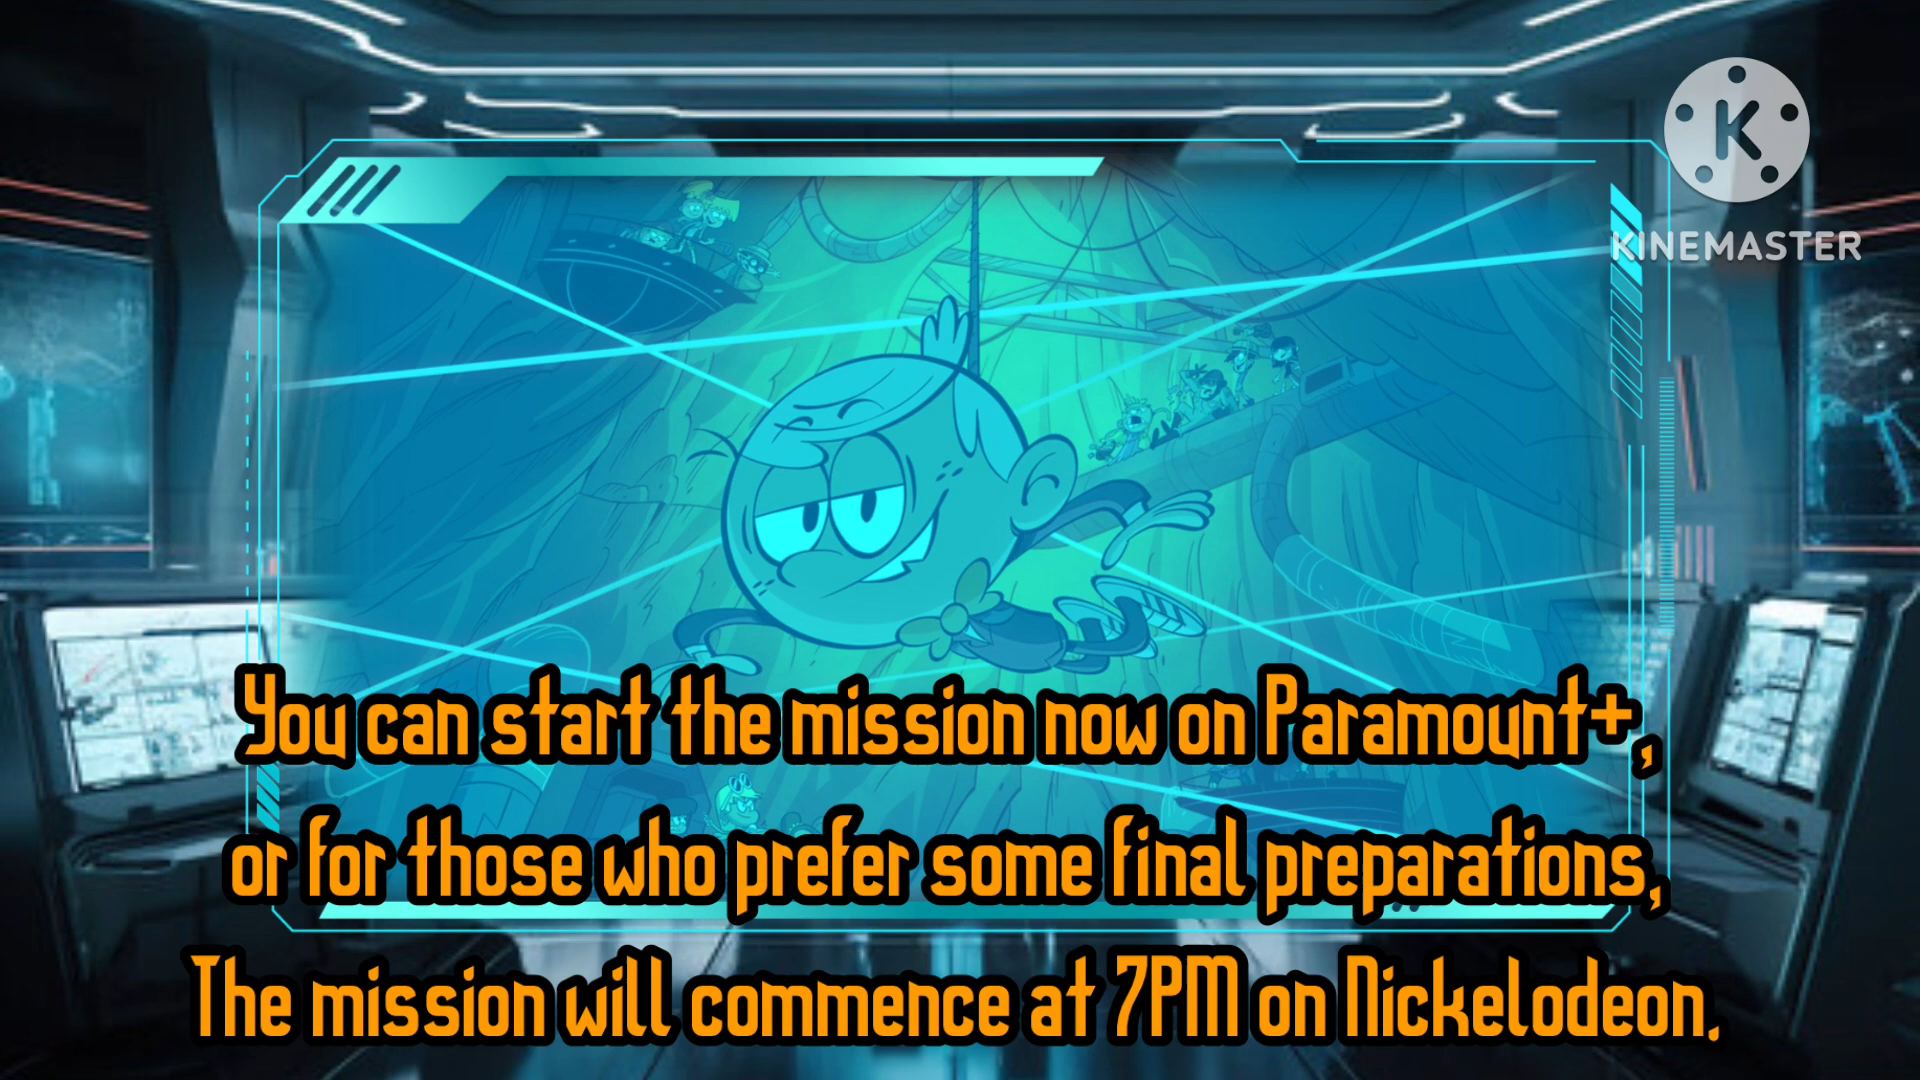 K
KINEMASTER
You can start the mission now on Paramount+,
or for those who prefer some final preparations,
The mission will commence at 7PM on Nickelodeon.